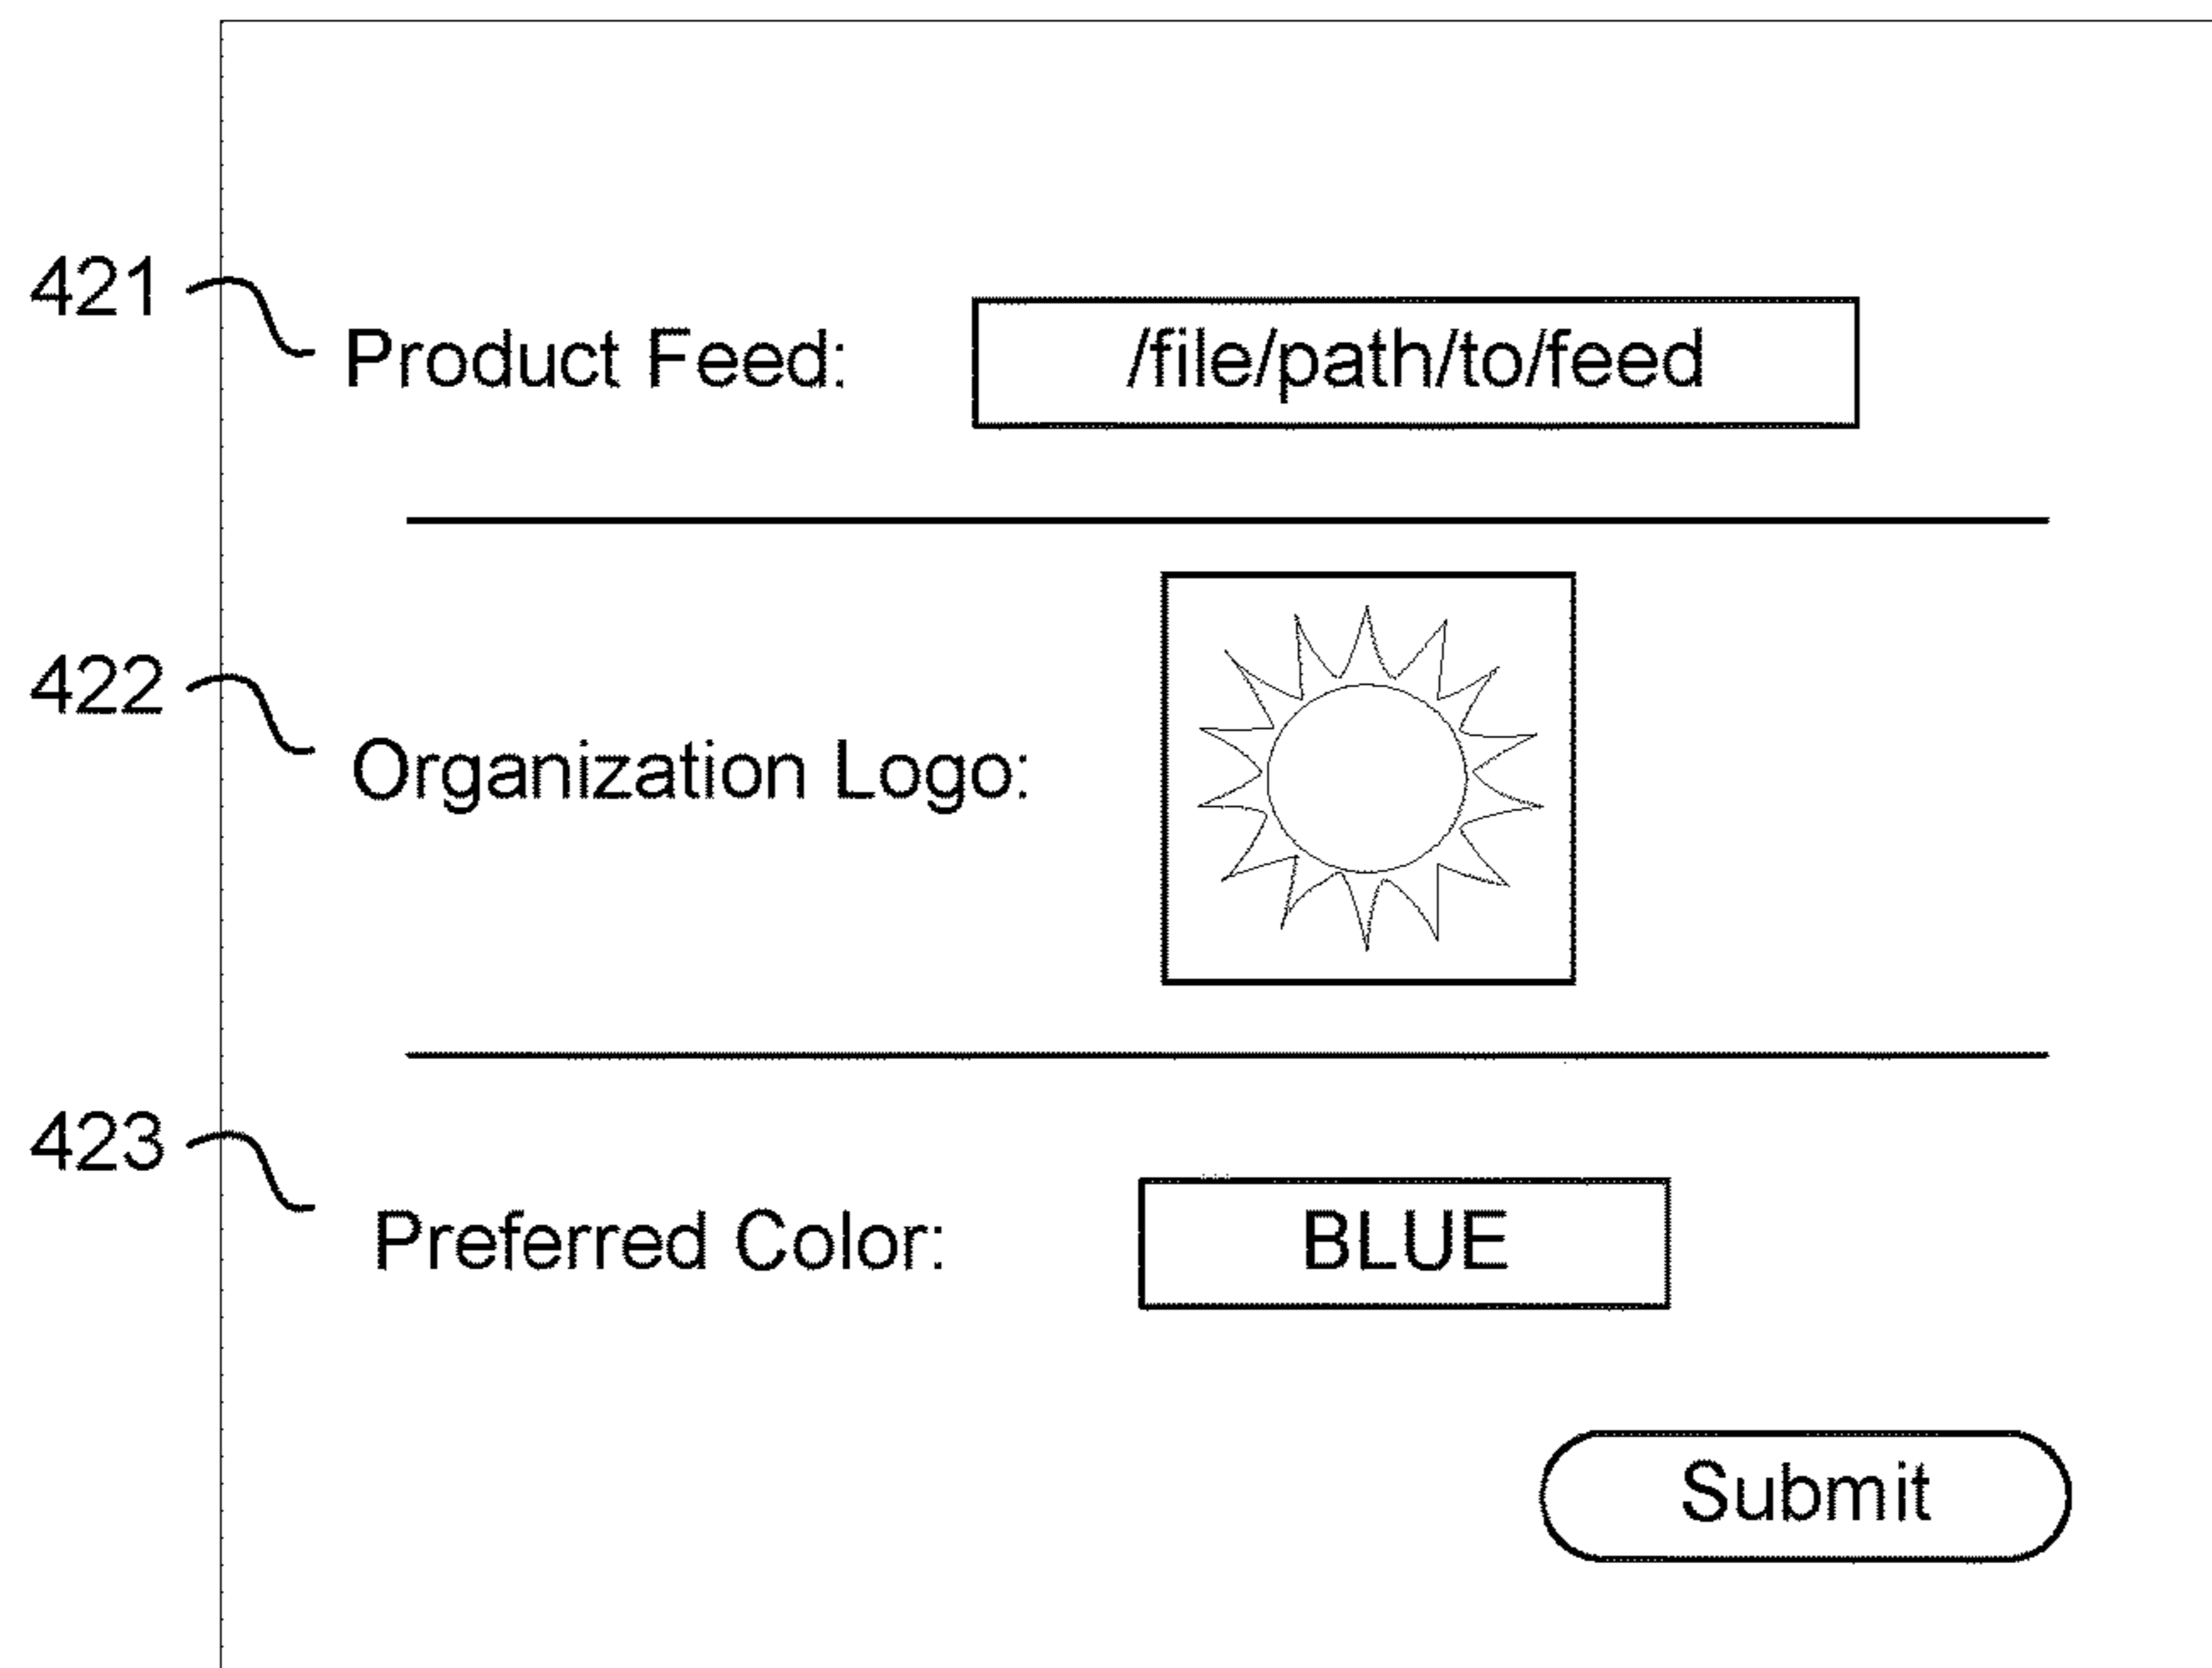 421
Product Feed: /file/path/to/feed
422
Organization Logo:
423
Preferred Color: BLUE
Submit